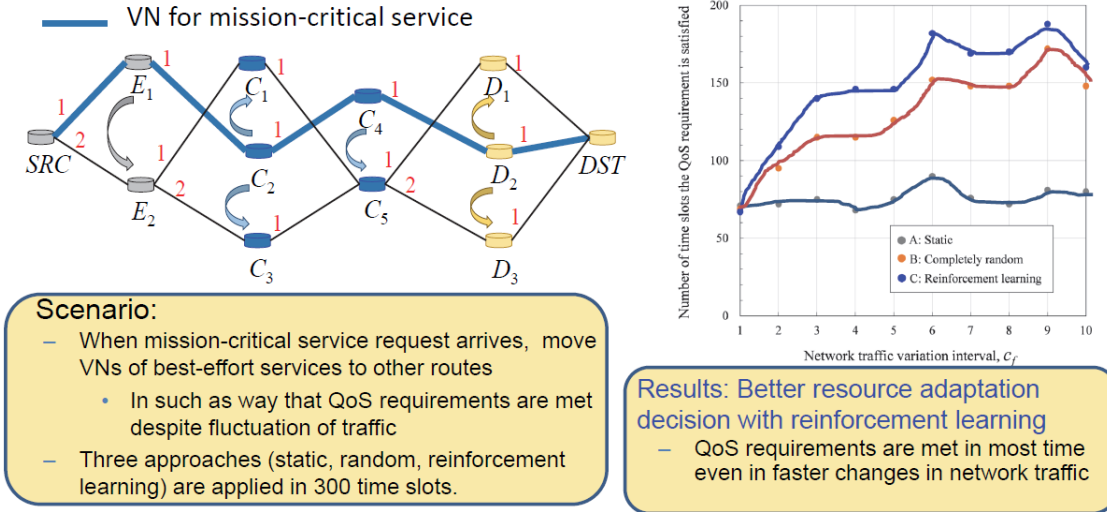 VN for mission-critical service
SRC
1
2
E1
1
E2
1
2
C1
1
C2
1
C3
1
C4
1
C5
1
2
D1
1
D2
1
D3
1
DST
Scenario:
– When mission-critical service request arrives, move
VNs of best-effort services to other routes
• In such as way that QoS requirements are met
despite fluctuation of traffic
– Three approaches (static, random, reinforcement
learning) are applied in 300 time slots.
Number of time slots the QoS requirement is satisfied
200
150
100
50
0
A: Static
B: Completely random
C: Reinforcement learning
1 2 3 4 5 6 7 8 9 10
Network traffic variation interval, cf
Results: Better resource adaptation
decision with reinforcement learning
– QoS requirements are met in most time
even in faster changes in network traffic